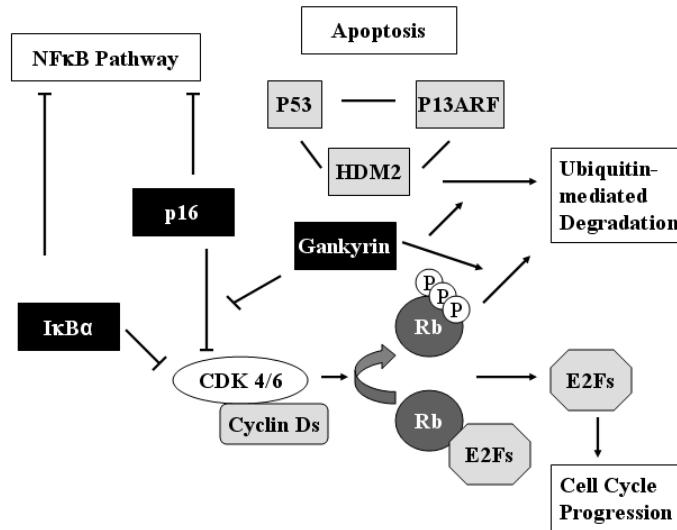 Apoptosis
NFκB Pathway
P53
P13ARF
HDM2
Ubiquitin-
mediated
Degradation
p16
Gankyrin
IκBα
P
P
P
Rb
CDK 4/6
Cyclin Ds
Rb
E2Fs
E2Fs
Cell Cycle
Progression